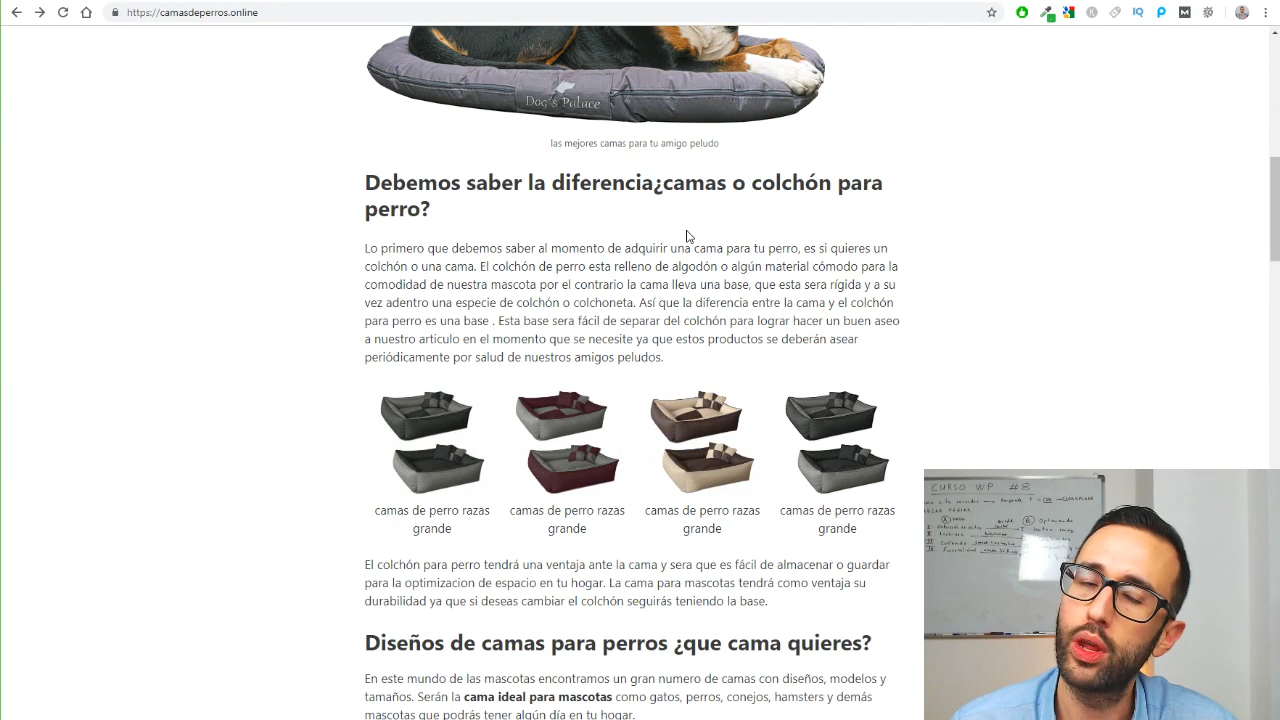 https://camasdeperros.online
IQ
Dog's Palace
las mejores camas para tu amigo peludo
Debemos saber la diferencia¿camas o colchón para
perro?
Lo primero que debemos saber al momento de adquirir una cama para tu perro, es si quieres un
colchón o una cama. El colchón de perro esta relleno de algodón o algún material cómodo para la
comodidad de nuestra mascota por el contrario la cama lleva una base, que esta sera rígida y a su
vez adentro una especie de colchón o colchoneta. Así que la diferencia entre la cama y el colchón
para perro es una base . Esta base sera fácil de separar del colchón para lograr hacer un buen aseo
a nuestro articulo en el momento que se necesite ya que estos productos se deberán asear
periódicamente por salud de nuestros amigos peludos.
camas de perro razas grande
camas de perro razas grande
camas de perro razas grande
camas de perro razas grande
El colchón para perro tendrá una ventaja ante la cama y sera que es fácil de almacenar o guardar
para la optimizacion de espacio en tu hogar. La cama para mascotas tendrá como ventaja su
durabilidad ya que si deseas cambiar el colchón seguirás teniendo la base.
Diseños de camas para perros ¿que cama quieres?
En este mundo de las mascotas encontramos un gran numero de camas con diseños, modelos y
tamaños. Serán la cama ideal para mascotas como gatos, perros, conejos, hamsters y demás
mascotas que podrás tener algún día en tu hogar.
CURSO WP #8